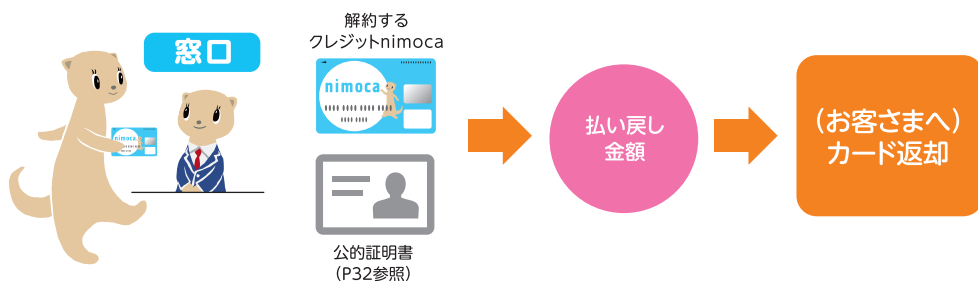 窓口
nimoca
解約する
クレジットnimoca
nimoca
公的証明書
(P32参照)
払い戻し
金額
(お客さまへ)
カード返却